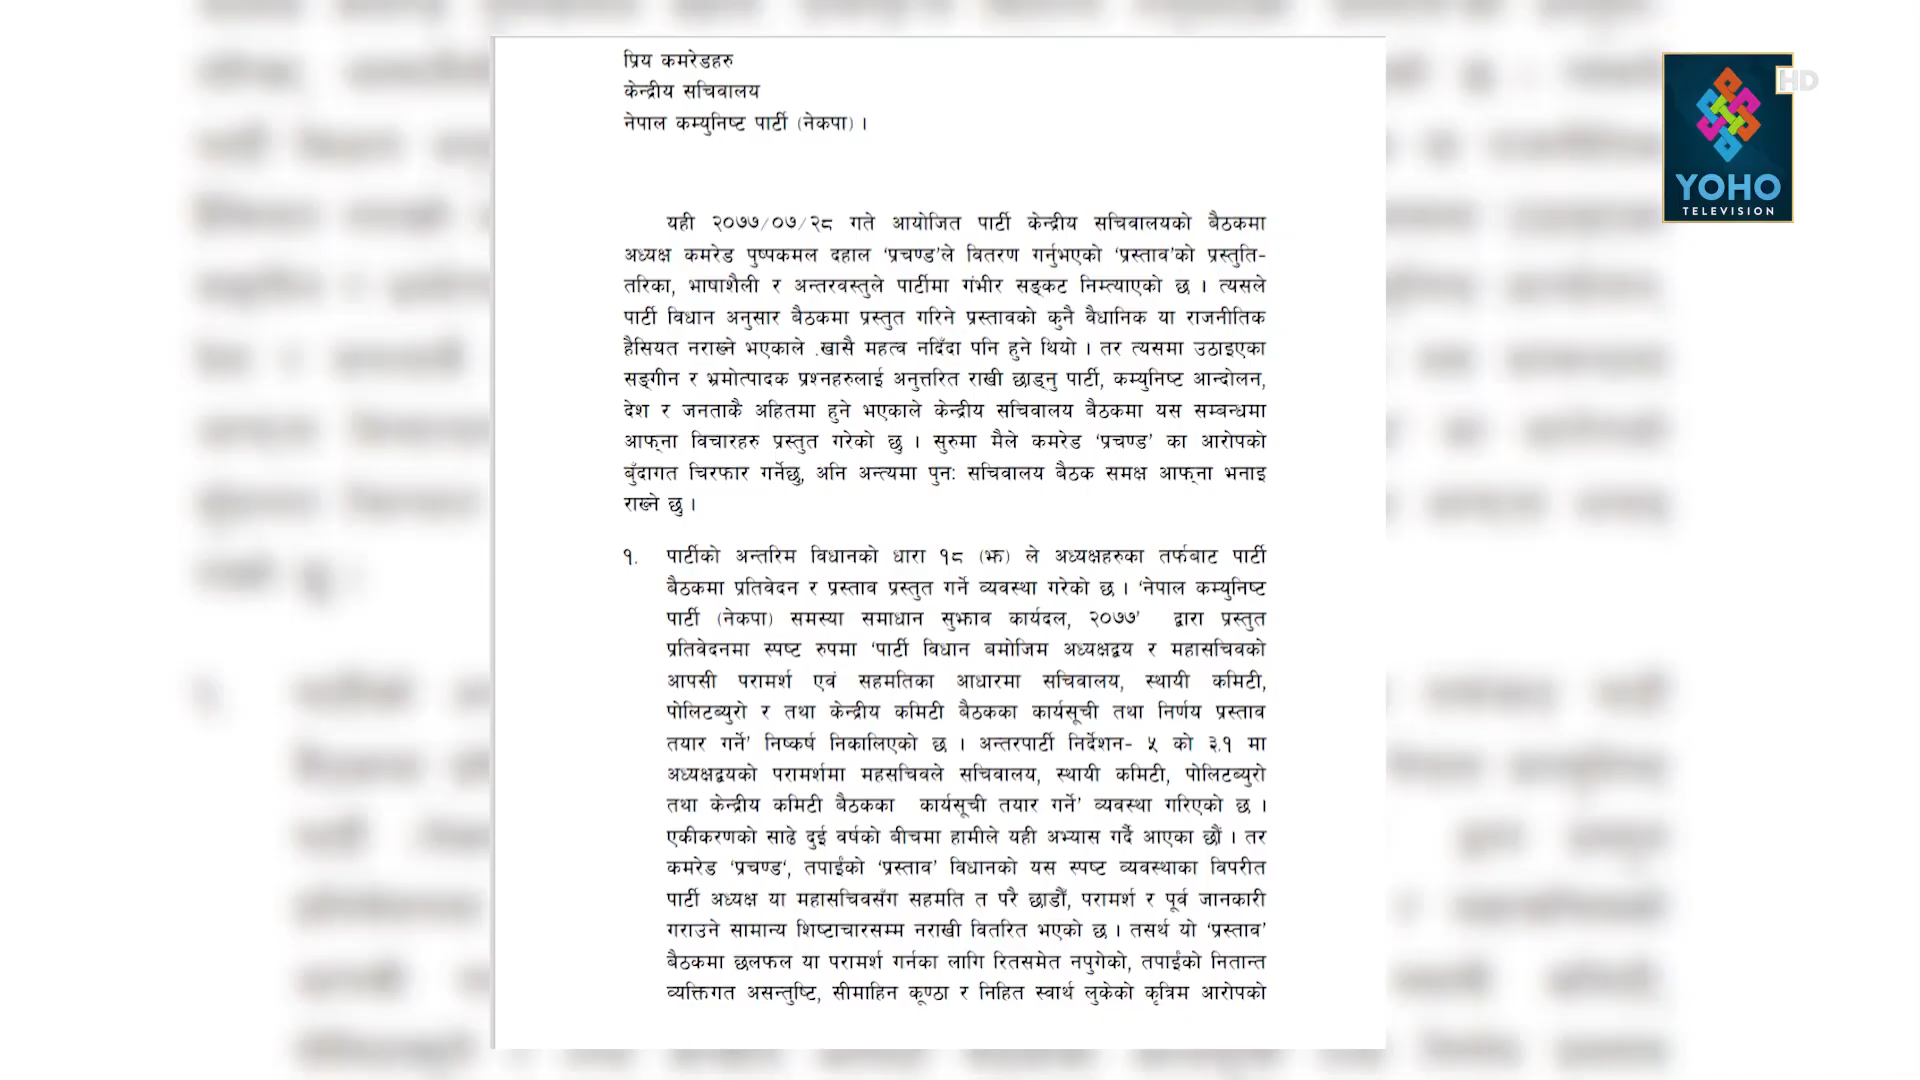 प्रिय कमरेडहरु
केन्द्रीय सचिवालय
नेपाल कम्युनिष्ट पार्टी (नेकपा) ।
यही २०७७/०७/२८ गते आयोजित पार्टी केन्द्रीय सचिवालयको बैठकमा
अध्यक्ष कमरेड पुष्पकमल दहाल ‘प्रचण्ड’ले वितरण गर्नुभएको ‘प्रस्ताव’को प्रस्तुति-
तरिका, भाषाशैली र अन्तरवस्तुले पार्टीमा गंभीर सङ्कट निम्त्याएको छ । त्यसले
पार्टी विधान अनुसार बैठकमा प्रस्तुत गरिने प्रस्तावको कुनै वैधानिक या राजनीतिक
हैसियत नराख्ने भएकाले .खासै महत्व नदिँदा पनि हुने थियो । तर त्यसमा उठाइएका
सङ्गीन र भ्रमोत्पादक प्रश्नहरुलाई अनुत्तरित राखी छाड्नु पार्टी, कम्युनिष्ट आन्दोलन,
देश र जनताकै अहितमा हुने भएकाले केन्द्रीय सचिवालय बैठकमा यस सम्बन्धमा
आफ्ना विचारहरु प्रस्तुत गरेको छु । सुरुमा मैले कमरेड ‘प्रचण्ड’ का आरोपको
बुँदागत चिरफार गर्नेछु, अनि अन्त्यमा पुनः सचिवालय बैठक समक्ष आफ्ना भनाइ
राख्ने छु ।
१. पार्टीको अन्तरिम विधानको धारा १८ (झ) ले अध्यक्षहरुका तर्फबाट पार्टी
बैठकमा प्रतिवेदन र प्रस्ताव प्रस्तुत गर्ने व्यवस्था गरेको छ । ‘नेपाल कम्युनिष्ट
पार्टी (नेकपा) समस्या समाधान सुझाव कार्यदल, २०७७’ द्वारा प्रस्तुत
प्रतिवेदनमा स्पष्ट रुपमा ‘पार्टी विधान बमोजिम अध्यक्षद्वय र महासचिवको
आपसी परामर्श एवं सहमतिका आधारमा सचिवालय, स्थायी कमिटी,
पोलिटब्युरो र तथा केन्द्रीय कमिटी बैठकका कार्यसूची तथा निर्णय प्रस्ताव
तयार गर्ने’ निष्कर्ष निकालिएको छ । अन्तरपार्टी निर्देशन- ५ को ३.१ मा
अध्यक्षद्वयको परामर्शमा महसचिवले सचिवालय, स्थायी कमिटी, पोलिटब्युरो
तथा केन्द्रीय कमिटी बैठकका कार्यसूची तयार गर्ने’ व्यवस्था गरिएको छ ।
एकीकरणको साढे दुई वर्षको बीचमा हामीले यही अभ्यास गर्दै आएका छौं । तर
कमरेड ‘प्रचण्ड‘, तपाईंको ‘प्रस्ताव’ विधानको यस स्पष्ट व्यवस्थाका विपरीत
पार्टी अध्यक्ष या महासचिवसँग सहमति त परै छाडौँ, परामर्श र पूर्व जानकारी
गराउने सामान्य शिष्टाचारसम्म नराखी वितरित भएको छ । तसर्थ यो ‘प्रस्ताव’
बैठकमा छलफल या परामर्श गर्नका लागि रितसमेत नपुगेको, तपाईंको नितान्त
व्यक्तिगत असन्तुष्टि, सीमाहिन कूण्ठा र निहित स्वार्थ लुकेको कृत्रिम आरोपको
HD
YOHO
TELEVISION